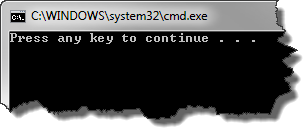 C:\WINDOWS\system32\cmd.exe
Press any key to continue . . .